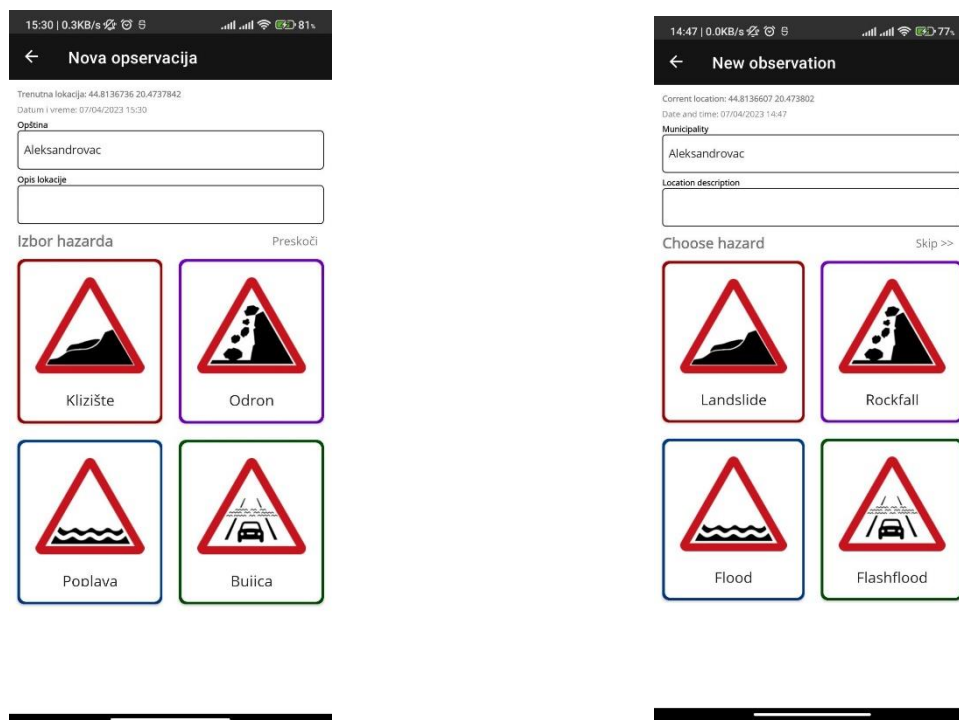 15:30 | 0.3KB/s 81%
Nova opservacija
Trenutna lokacija: 44.8136736 20.4737842
Datum i vreme: 07/04/2023 15:30
Opština
Aleksandrovac
Opis lokacije
Izbor hazarda
Preskoči
Klizište
Odron
Poplava
Bujica
14:47 | 0.0KB/s 77%
New observation
Corrent location: 44.8136607 20.473802
Date and time: 07/04/2023 14:47
Municipality
Aleksandrovac
Location description
Choose hazard
Skip >>
Landslide
Rockfall
Flood
Flashflood